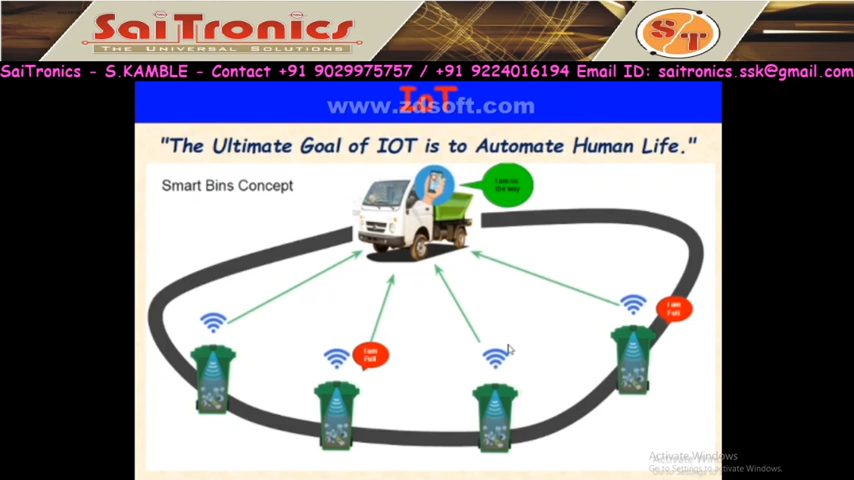 SaiTronics
THE UNIVERSAL SOLUTIONS
ST
SaiTronics - S.KAMBLE - Contact +91 9029975757 / +91 9224016194 Email ID: saitronics.ssk@gmail.com
IoT
www.zdsoft.com
"The Ultimate Goal of IOT is to Automate Human Life."
Smart Bins Concept
I am on
the way
I am
Full
I am
Full
Activate Windows
Go to Settings to activate Windows.